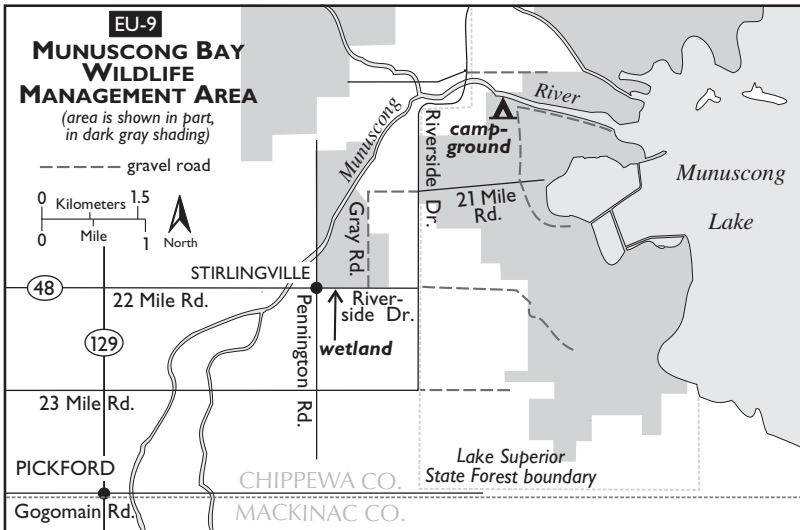 EU-9
MUNUSCONG BAY
WILDLIFE
MANAGEMENT AREA
(area is shown in part,
in dark gray shading)
gravel road
0 Kilometers 1.5
0 Mile 1
North
Munuscong
River
camp-
ground
Riverside Dr.
21 Mile
Rd.
Munuscong
Lake
Gray Rd.
STIRLINGVILLE
48
22 Mile Rd.
River-
side Dr.
wetland
Pennington Rd.
129
23 Mile Rd.
PICKFORD
Lake Superior
State Forest boundary
CHIPPEWA CO.
Gogomain Rd.
MACKINAC CO.